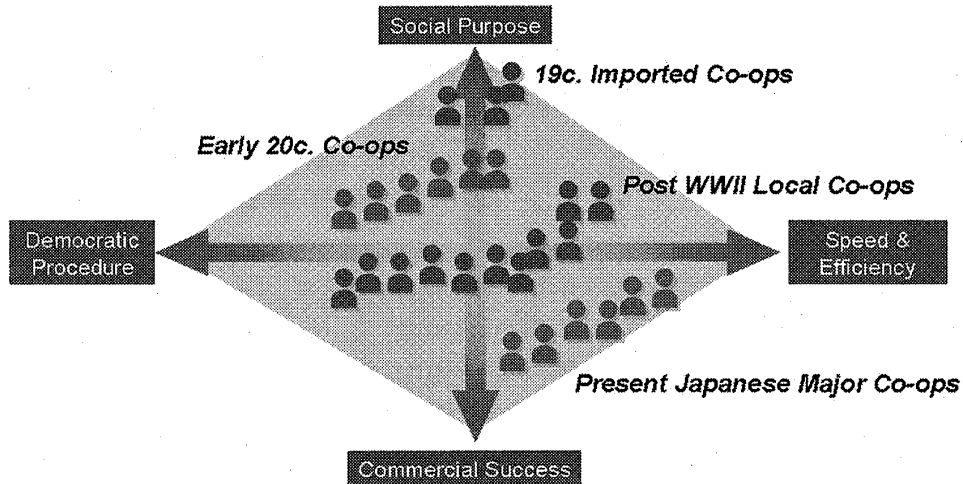 Social Purpose
19c. Imported Co-ops
Early 20c. Co-ops
Post WWII Local Co-ops
Democratic
Procedure
Speed &
Efficiency
Present Japanese Major Co-ops
Commercial Success